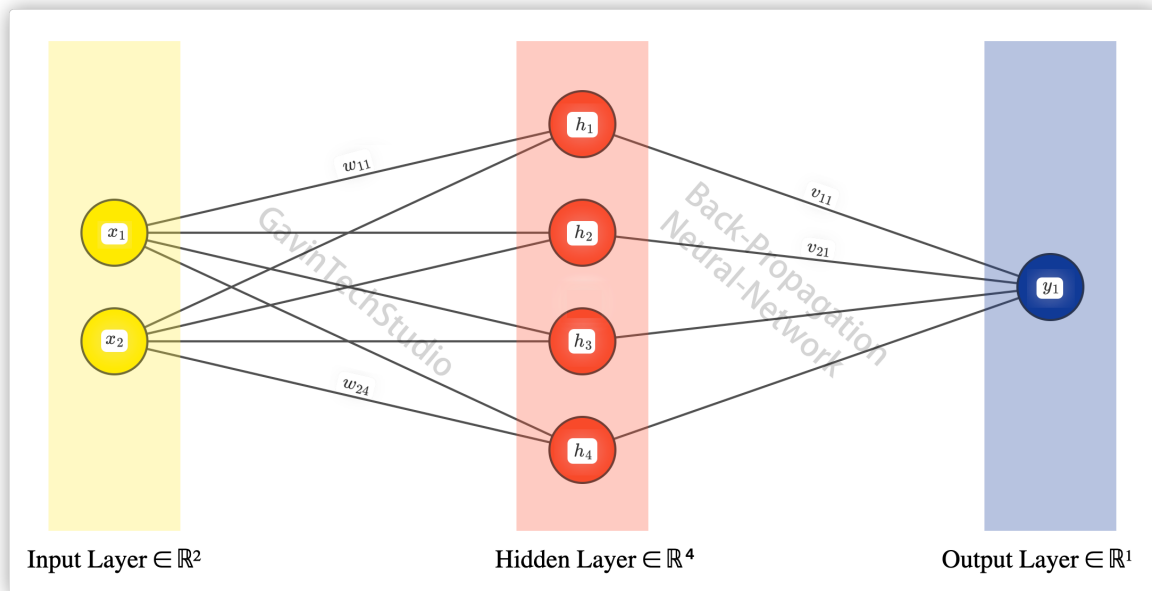 w₁₁
h₁
v₁₁
x₁
h₂
v₂₁
y₁
x₂
h₃
w₂₄
h₄
GavinTechStudio
Back-Propagation
Neural-Network
Input Layer ∈ ℝ²
Hidden Layer ∈ ℝ⁴
Output Layer ∈ ℝ¹